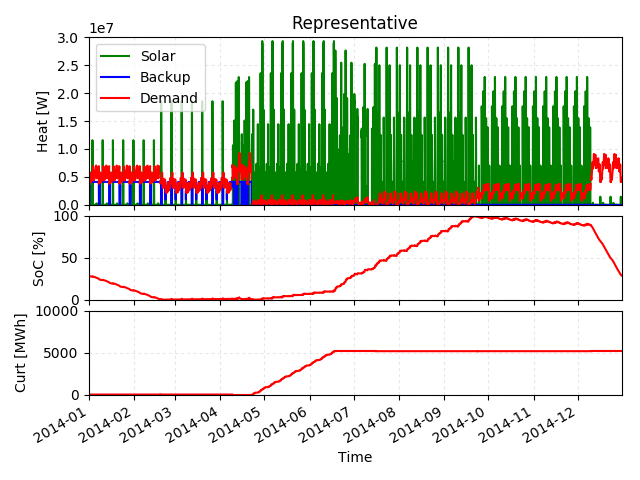 Representative
1e7
Solar
Backup
Demand
Heat [W]
3.0
2.5
2.0
1.5
1.0
0.5
0.0
SoC [%]
100
50
0
Curt [MWh]
10000
5000
0
2014-01
2014-02
2014-03
2014-04
2014-05
2014-06
2014-07
2014-08
2014-09
2014-10
2014-11
2014-12
Time